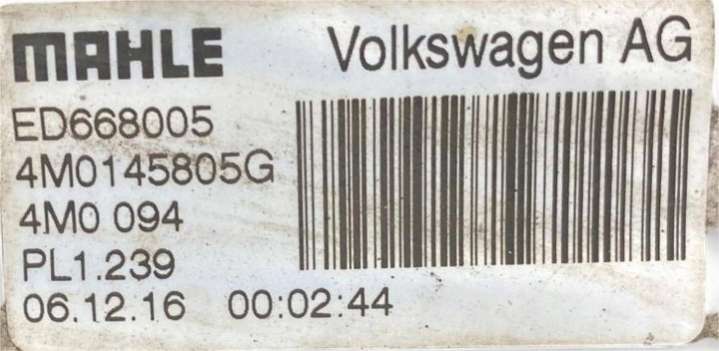 MAHLE Volkswagen AG
ED668005
4M0145805G
4M0 094
PL1.239
06.12.16 00:02:44